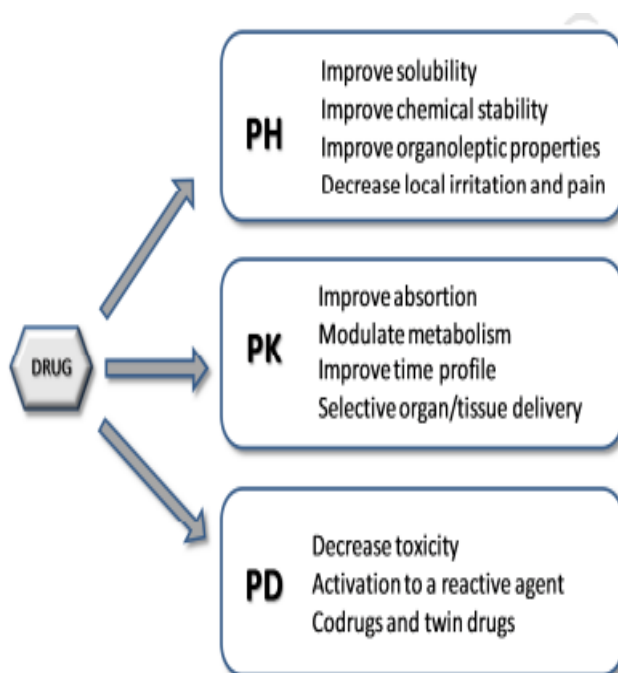 Improve solubility
Improve chemical stability
PH
Improve organoleptic properties
Decrease local irritation and pain
Improve absortion
Modulate metabolism
PK
Improve time profile
Selective organ/tissue delivery
DRUG
Decrease toxicity
PD
Activation to a reactive agent
Codrugs and twin drugs